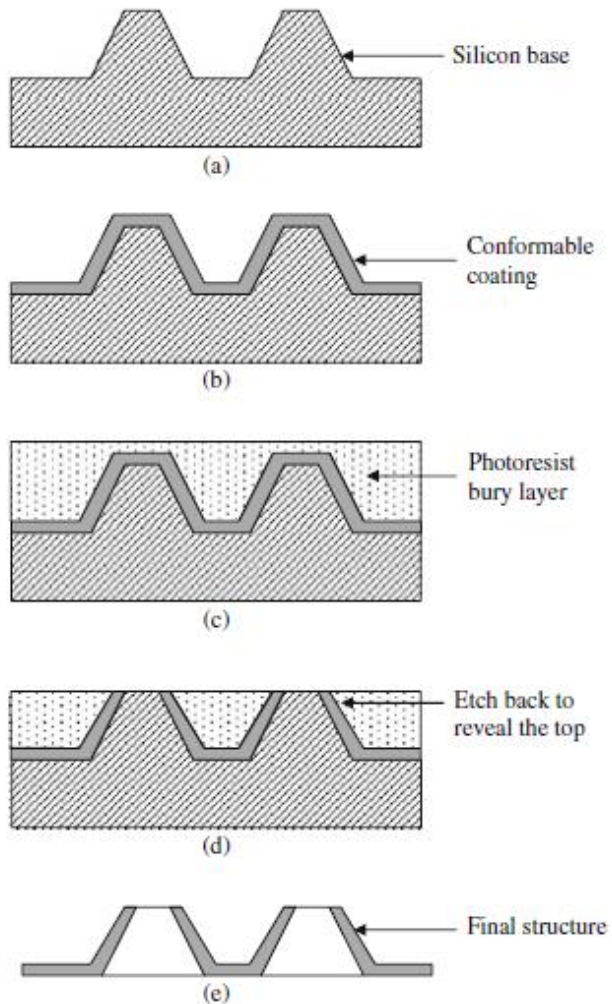 Silicon base
(a)
Conformable
coating
(b)
Photoresist
bury layer
(c)
Etch back to
reveal the top
(d)
Final structure
(e)